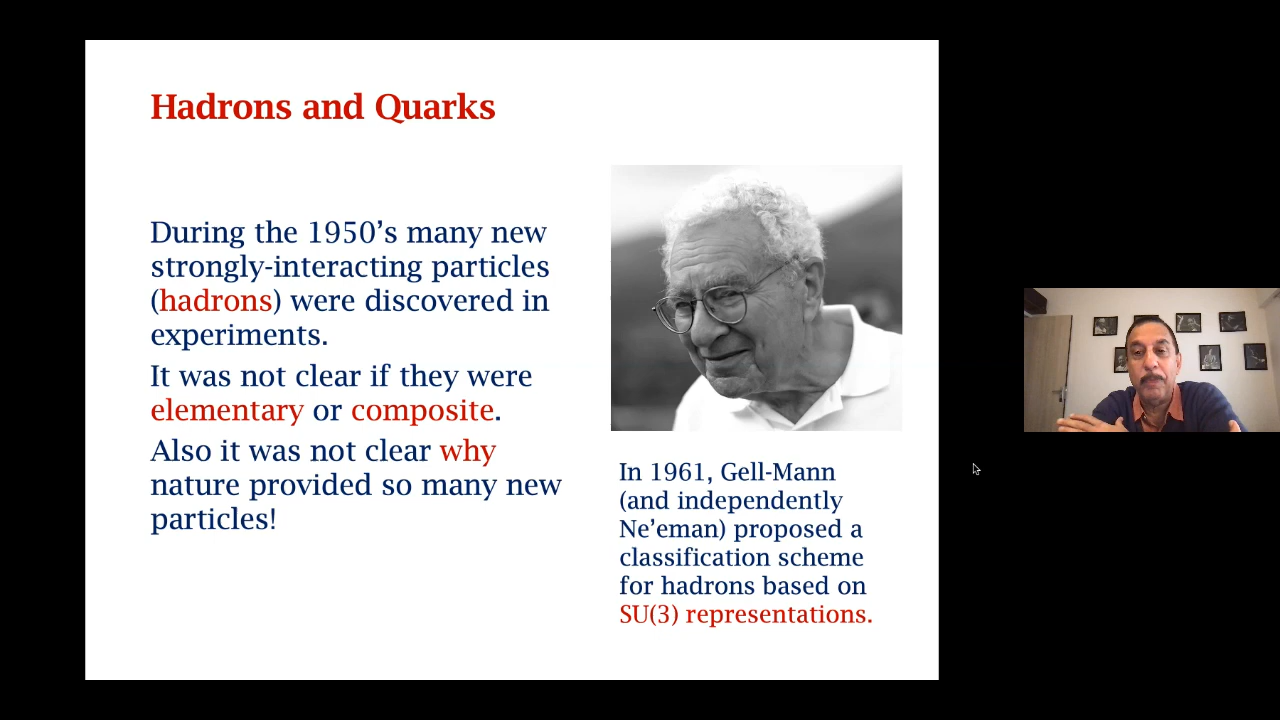 Hadrons and Quarks
During the 1950’s many new
strongly-interacting particles
(hadrons) were discovered in
experiments.
It was not clear if they were
elementary or composite.
Also it was not clear why
nature provided so many new
particles!
In 1961, Gell-Mann
(and independently
Ne’eman) proposed a
classification scheme
for hadrons based on
SU(3) representations.